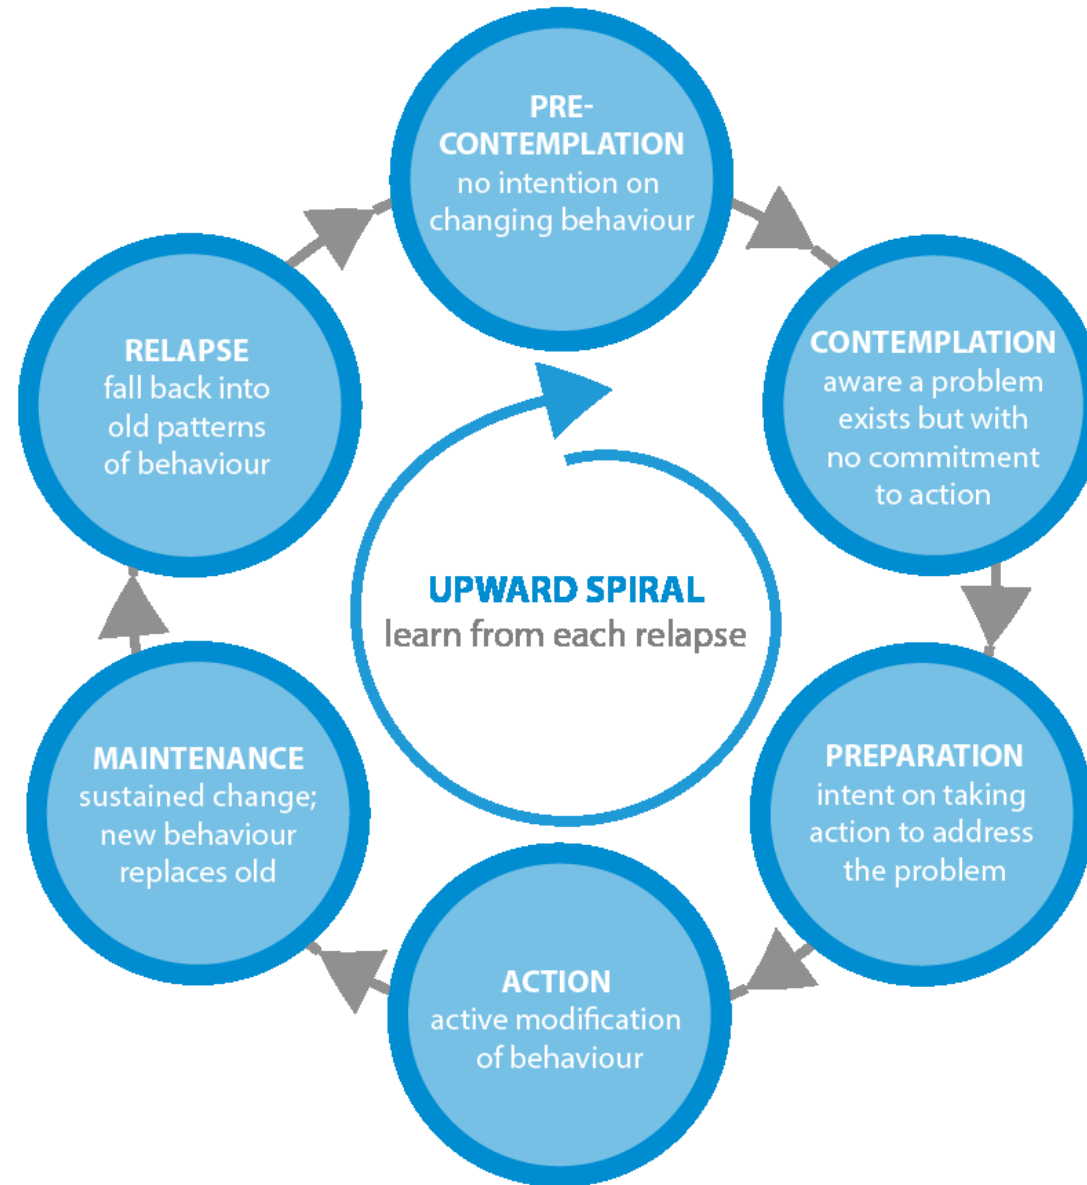 PRE-
CONTEMPLATION
no intention on
changing behaviour
CONTEMPLATION
aware a problem
exists but with
no commitment
to action
PREPARATION
intent on taking
action to address
the problem
ACTION
active modification
of behaviour
MAINTENANCE
sustained change;
new behaviour
replaces old
RELAPSE
fall back into
old patterns
of behaviour
UPWARD SPIRAL
learn from each relapse